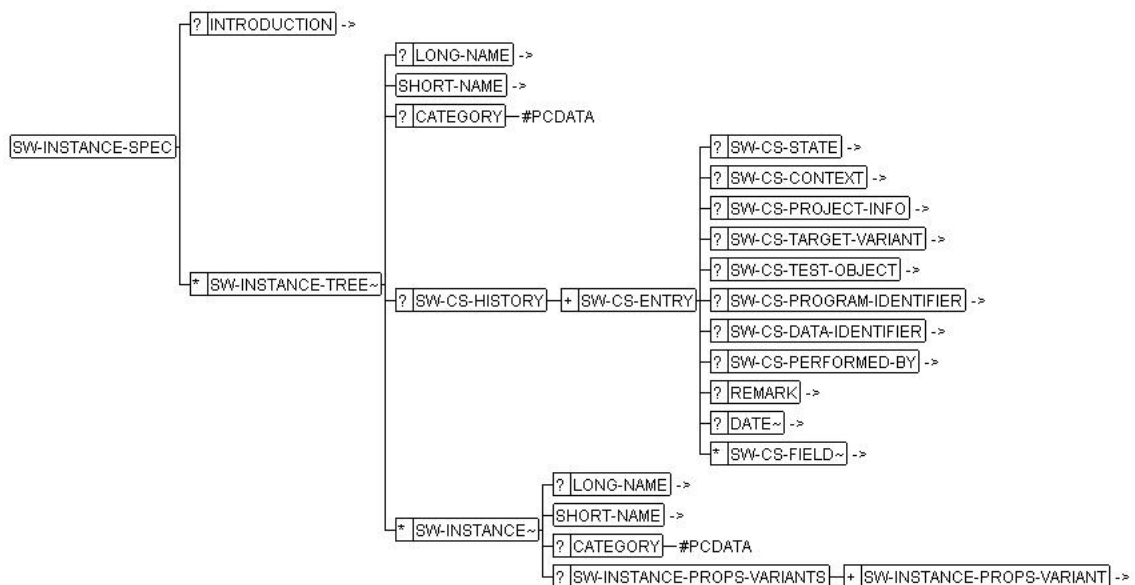 ? INTRODUCTION ->
? LONG-NAME ->
SHORT-NAME ->
? CATEGORY #PCDATA
SW-INSTANCE-SPEC
? SW-CS-STATE ->
? SW-CS-CONTEXT ->
? SW-CS-PROJECT-INFO ->
? SW-CS-TARGET-VARIANT ->
? SW-CS-TEST-OBJECT ->
* SW-INSTANCE-TREE~
? SW-CS-HISTORY + SW-CS-ENTRY ? SW-CS-PROGRAM-IDENTIFIER ->
? SW-CS-DATA-IDENTIFIER ->
? SW-CS-PERFORMED-BY ->
? REMARK ->
? DATE~ ->
* SW-CS-FIELD~ ->
? LONG-NAME ->
SHORT-NAME ->
* SW-INSTANCE~
? CATEGORY #PCDATA
? SW-INSTANCE-PROPS-VARIANTS + SW-INSTANCE-PROPS-VARIANT ->